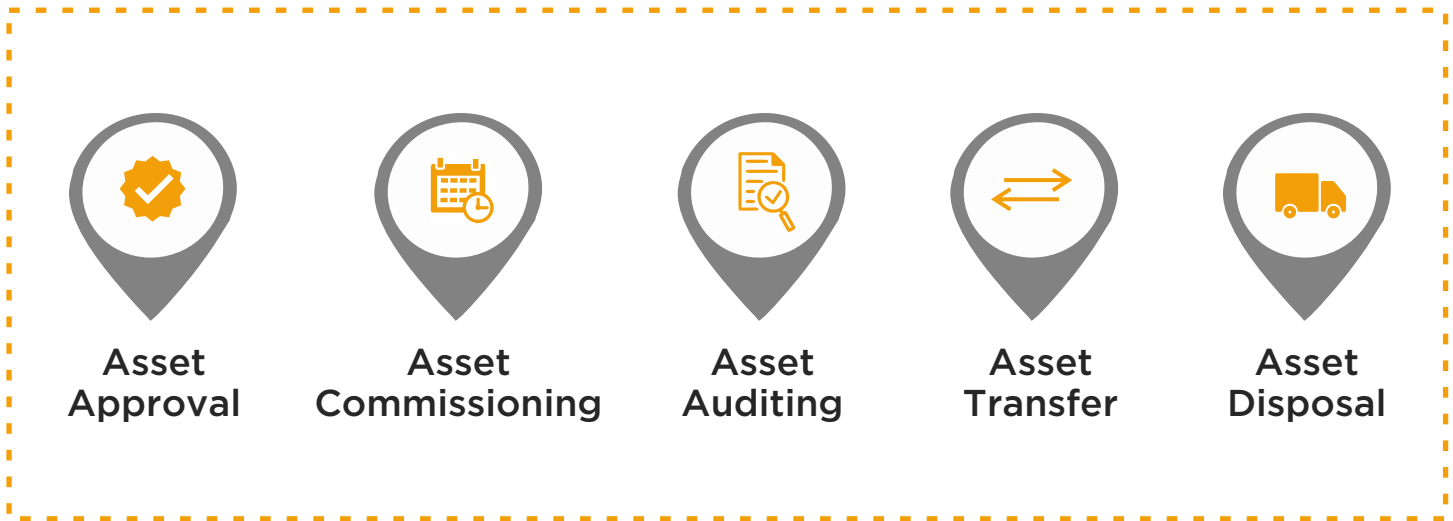 Asset
Approval
Asset
Commissioning
Asset
Auditing
Asset
Transfer
Asset
Disposal